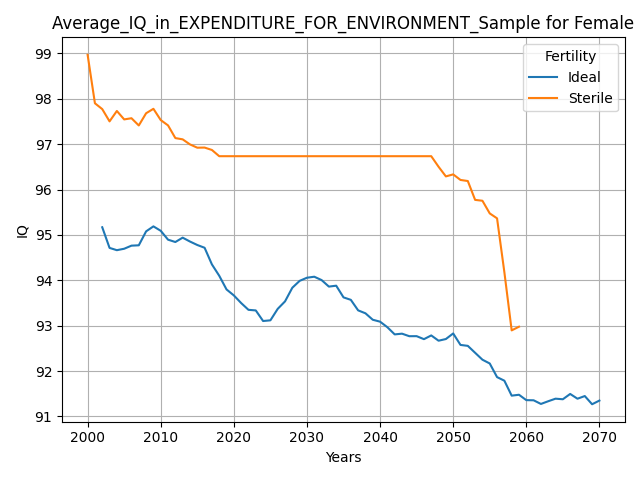 Average_IQ_in_EXPENDITURE_FOR_ENVIRONMENT_Sample for Female
Fertility
Ideal
Sterile
99
98
97
96
95
94
93
92
91
IQ
2000 2010 2020 2030 2040 2050 2060 2070
Years